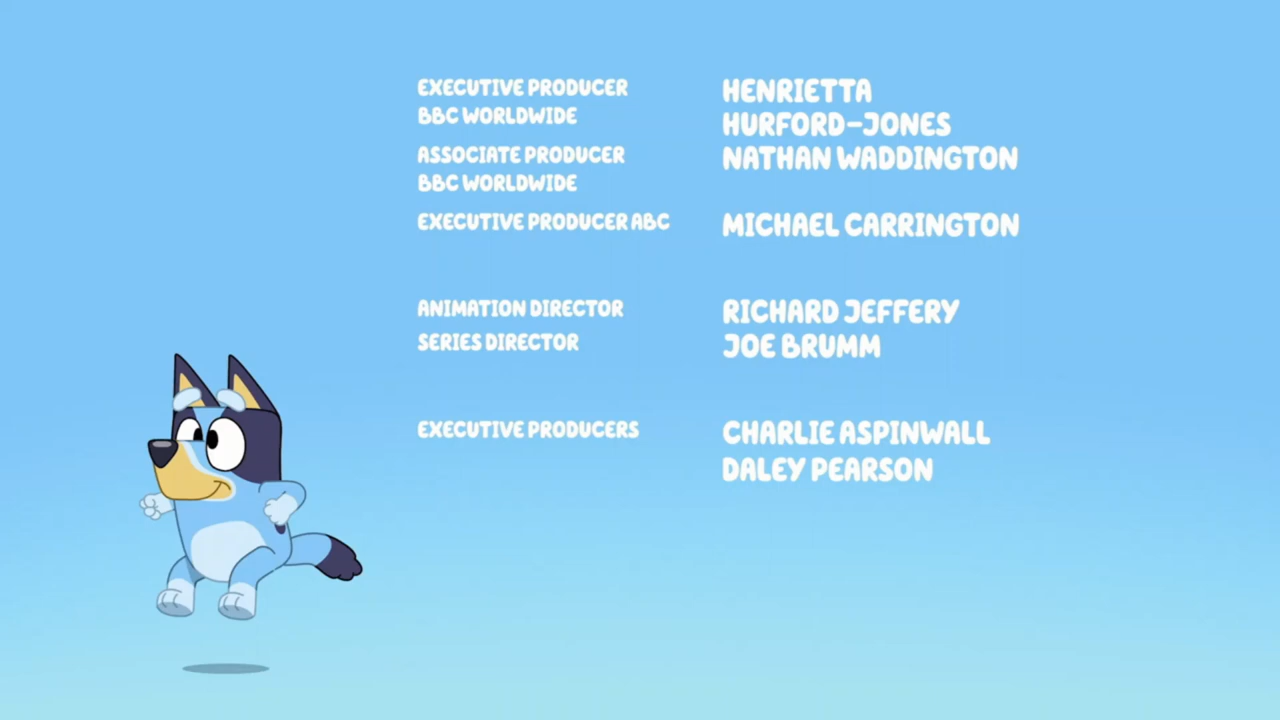 EXECUTIVE PRODUCER
BBC WORLDWIDE
HENRIETTA
HURFORD-JONES
ASSOCIATE PRODUCER
BBC WORLDWIDE
NATHAN WADDINGTON
EXECUTIVE PRODUCER ABC
MICHAEL CARRINGTON
ANIMATION DIRECTOR
RICHARD JEFFERY
SERIES DIRECTOR
JOE BRUMM
EXECUTIVE PRODUCERS
CHARLIE ASPINWALL
DALEY PEARSON